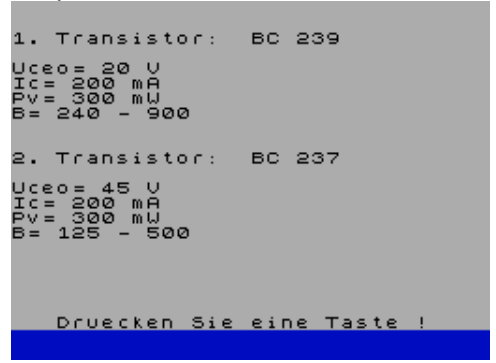 1. Transistor: BC 239
Uceo= 20 V
Ic= 200 mA
Pv= 300 mW
B= 240 - 900
2. Transistor: BC 237
Uceo= 45 V
Ic= 200 mA
Pv= 300 mW
B= 125 - 500
Druecken Sie eine Taste !